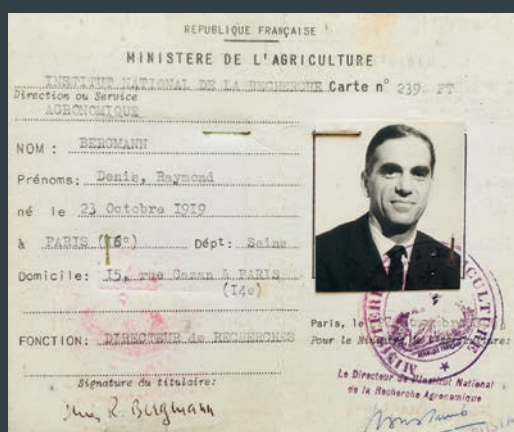 REPUBLIQUE FRANÇAISE
MINISTERE DE L'AGRICULTURE
INSTITUT NATIONAL DE LA RECHERCHE Carte n° 239 FT
Direction ou Service
AGRONOMIQUE
NOM : BERGMANN
Prénoms: Denis, Raymond
né le 23 Octobre 1919
à PARIS (16e) Dépt: Seine
Domicile: 15, rue Gazan à PARIS
(14e)
FONCTION: DIRECTEUR de RECHERCHES
Paris, le
Pour le Ministre de l'Agriculture:
Signature du titulaire:
Denis R. Bergmann
Le Directeur de l'Institut National
de la Recherche Agronomique